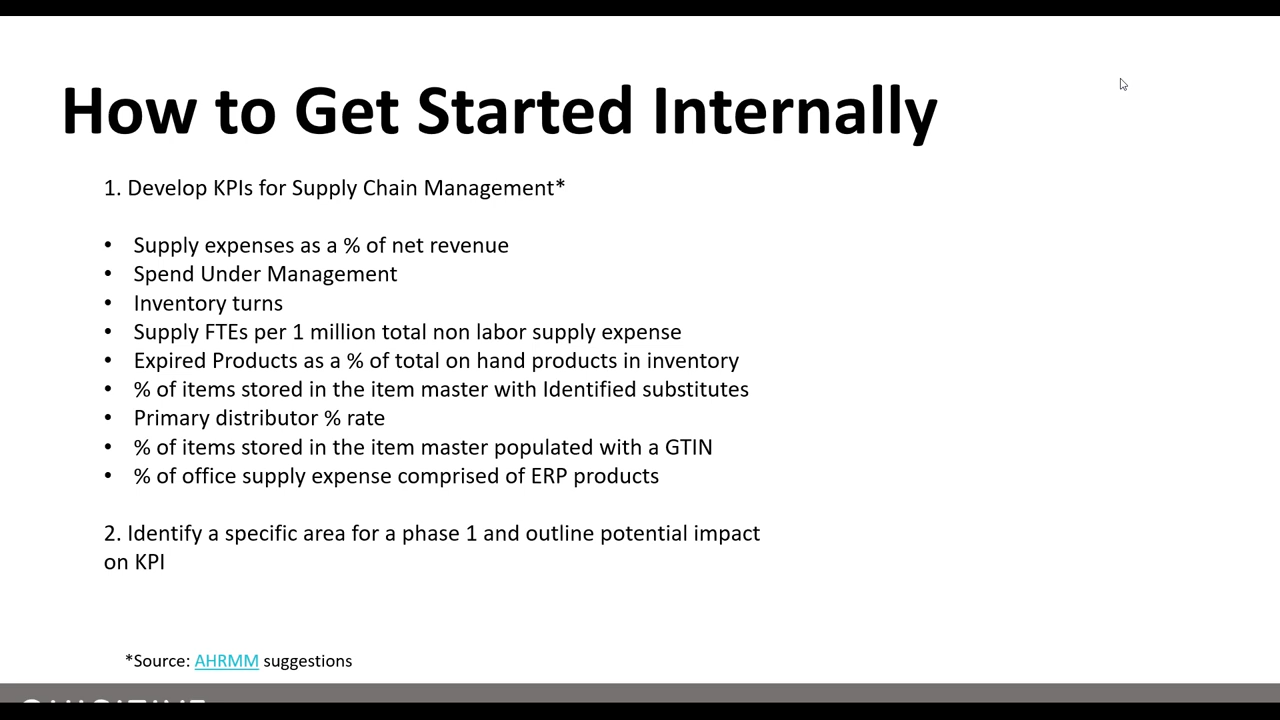 How to Get Started Internally
1. Develop KPIs for Supply Chain Management*
• Supply expenses as a % of net revenue
• Spend Under Management
• Inventory turns
• Supply FTEs per 1 million total non labor supply expense
• Expired Products as a % of total on hand products in inventory
• % of items stored in the item master with Identified substitutes
• Primary distributor % rate
• % of items stored in the item master populated with a GTIN
• % of office supply expense comprised of ERP products
2. Identify a specific area for a phase 1 and outline potential impact
on KPI
*Source: AHRMM suggestions